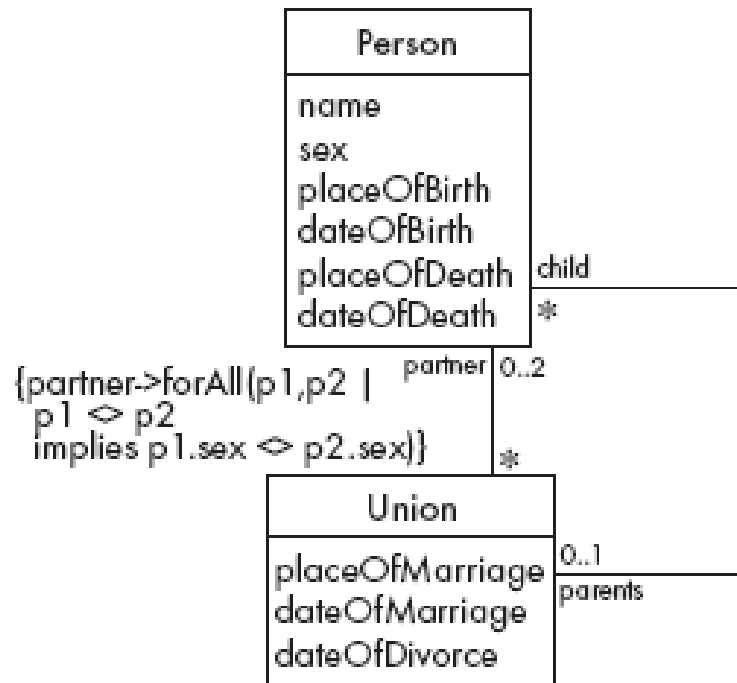 Person
name
sex
placeOfBirth
dateOfBirth
placeOfDeath
dateOfDeath
child
*
{partner->forAll(p1,p2 |
p1 <> p2
implies p1.sex <> p2.sex)}
partner 0..2
*
Union
placeOfMarriage
dateOfMarriage
dateOfDivorce
0..1
parents